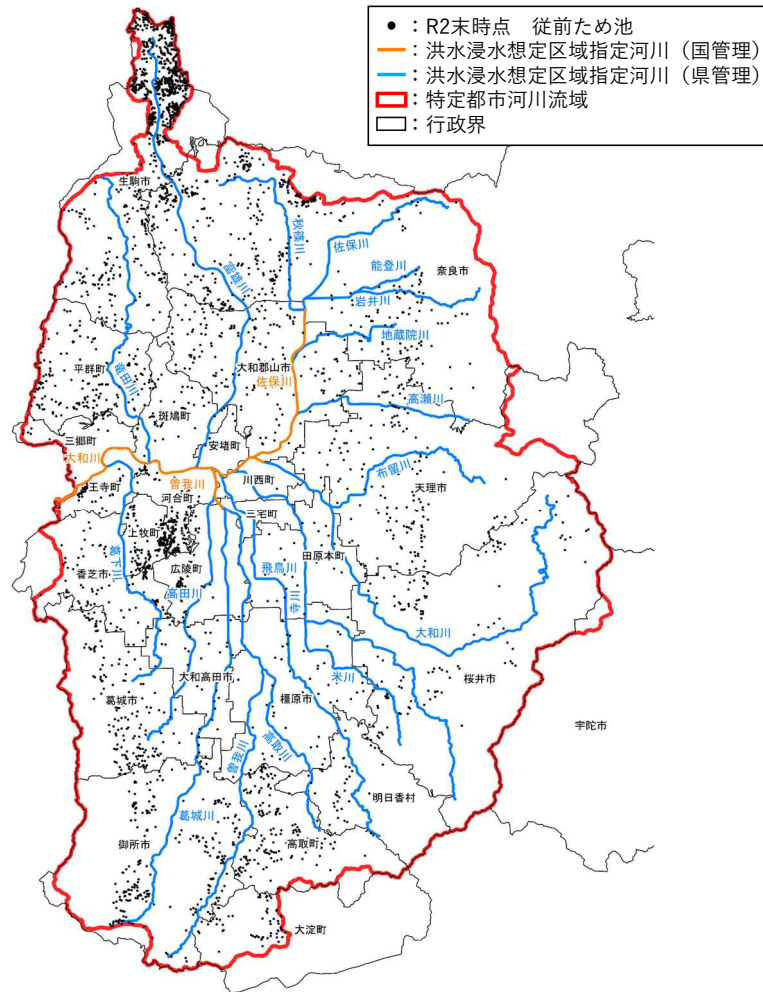 ●：R2末時点　従前ため池
：洪水浸水想定区域指定河川（国管理）
：洪水浸水想定区域指定河川（県管理）
：特定都市河川流域
：行政界
生駒市
秋篠川
佐保川
能登川
奈良市
富雄川
岩井川
地蔵院川
平群町
竜田川
大和郡山市
佐保川
高瀬川
斑鳩町
三郷町
安堵町
大和川
布留川
王寺町
曽我川
川西町
天理市
河合町
三宅町
上牧町
田原本町
葛下川
広陵町
飛鳥川
香芝市
高田川
寺川
大和川
米川
桜井市
大和高田市
葛城市
橿原市
宇陀市
曽我川
高取川
明日香村
葛城川
御所市
高取町
大淀町